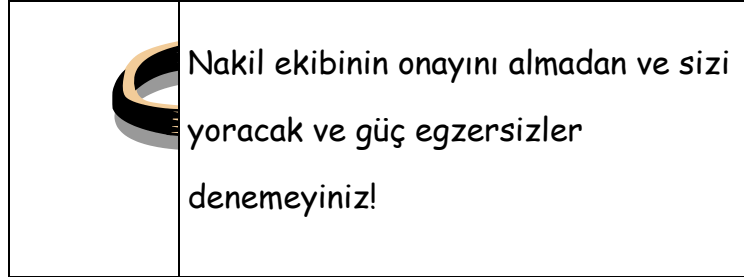 Nakil ekibinin onayını almadan ve sizi
yoracak ve güç egzersizler
denemeyiniz!